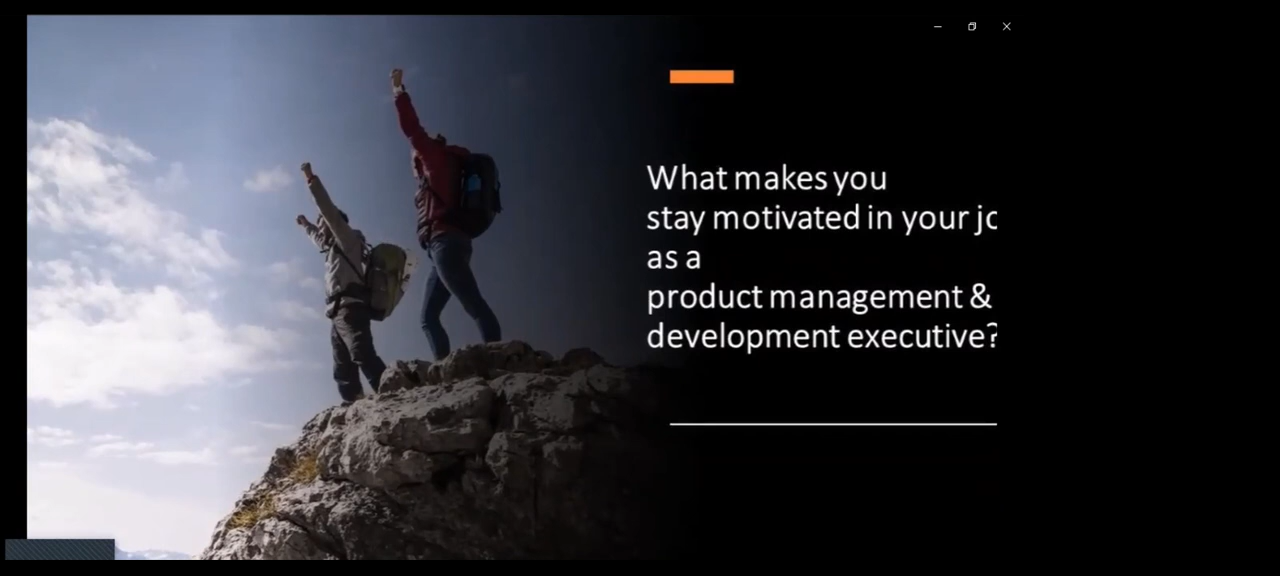 What makes you
stay motivated in your
as a
product management &
development executive?